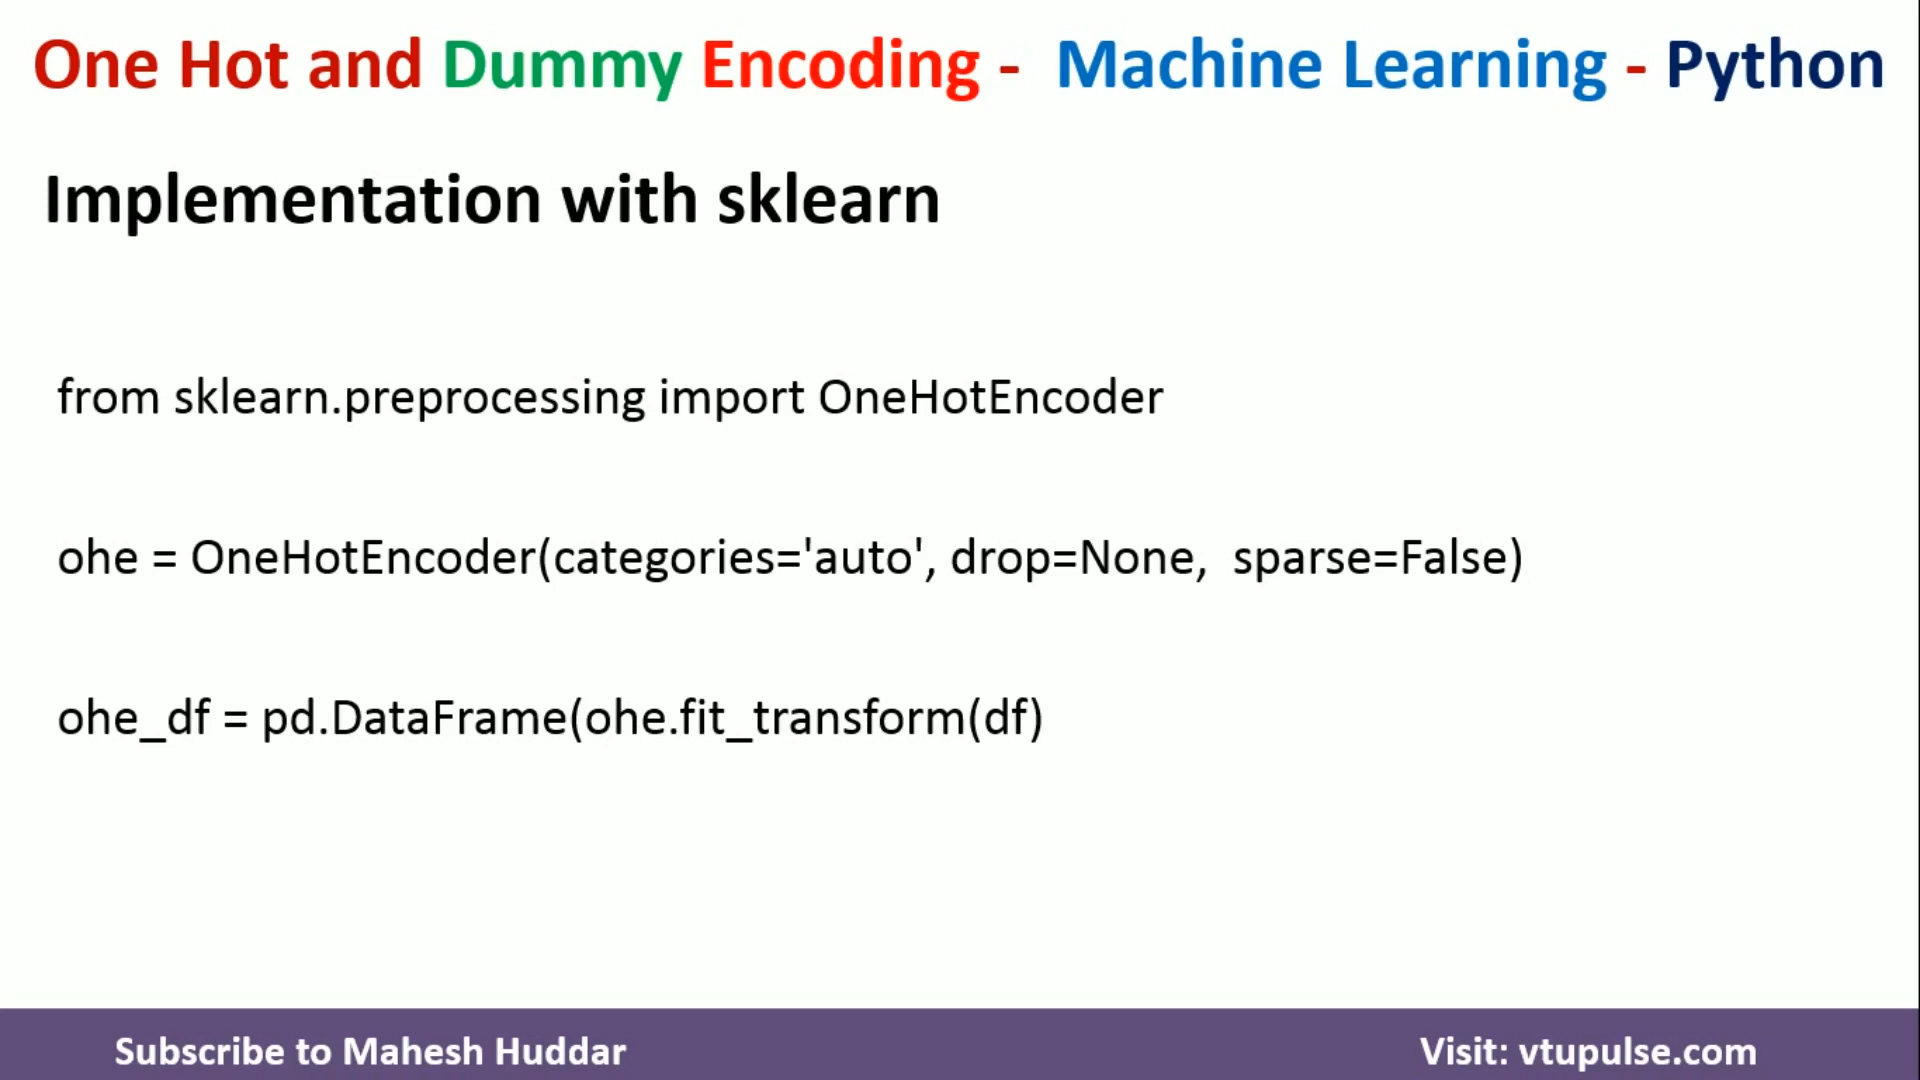 One Hot and Dummy Encoding - Machine Learning - Python
Implementation with sklearn
from sklearn.preprocessing import OneHotEncoder
ohe = OneHotEncoder(categories='auto', drop=None, sparse=False)
ohe_df = pd.DataFrame(ohe.fit_transform(df)
Subscribe to Mahesh Huddar
Visit: vtupulse.com